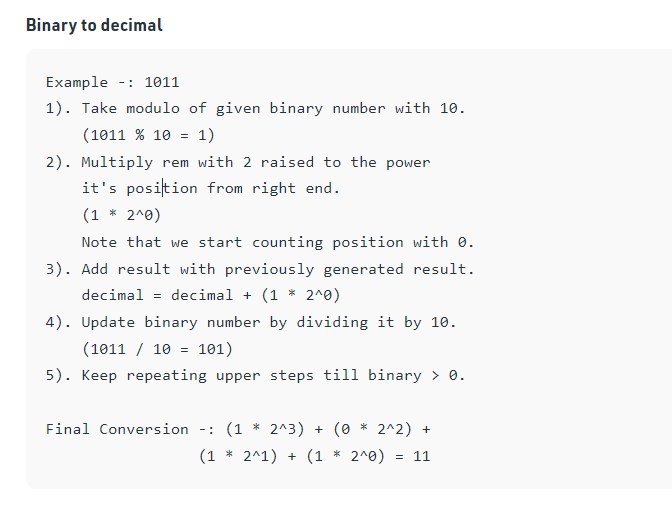 Binary to decimal
Example -: 1011
1). Take modulo of given binary number with 10.
(1011 % 10 = 1)
2). Multiply rem with 2 raised to the power
it's position from right end.
(1 * 2^0)
Note that we start counting position with 0.
3). Add result with previously generated result.
decimal = decimal + (1 * 2^0)
4). Update binary number by dividing it by 10.
(1011 / 10 = 101)
5). Keep repeating upper steps till binary > 0.
Final Conversion -: (1 * 2^3) + (0 * 2^2) +
(1 * 2^1) + (1 * 2^0) = 11